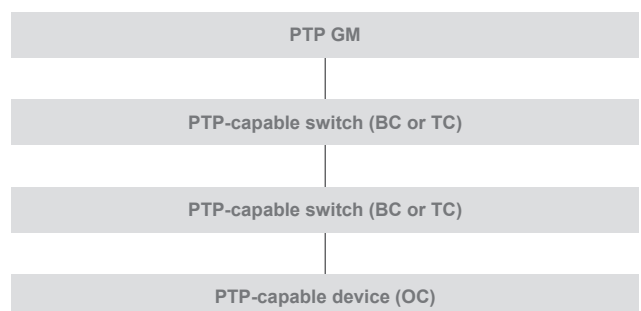 PTP GM
PTP-capable switch (BC or TC)
PTP-capable switch (BC or TC)
PTP-capable device (OC)